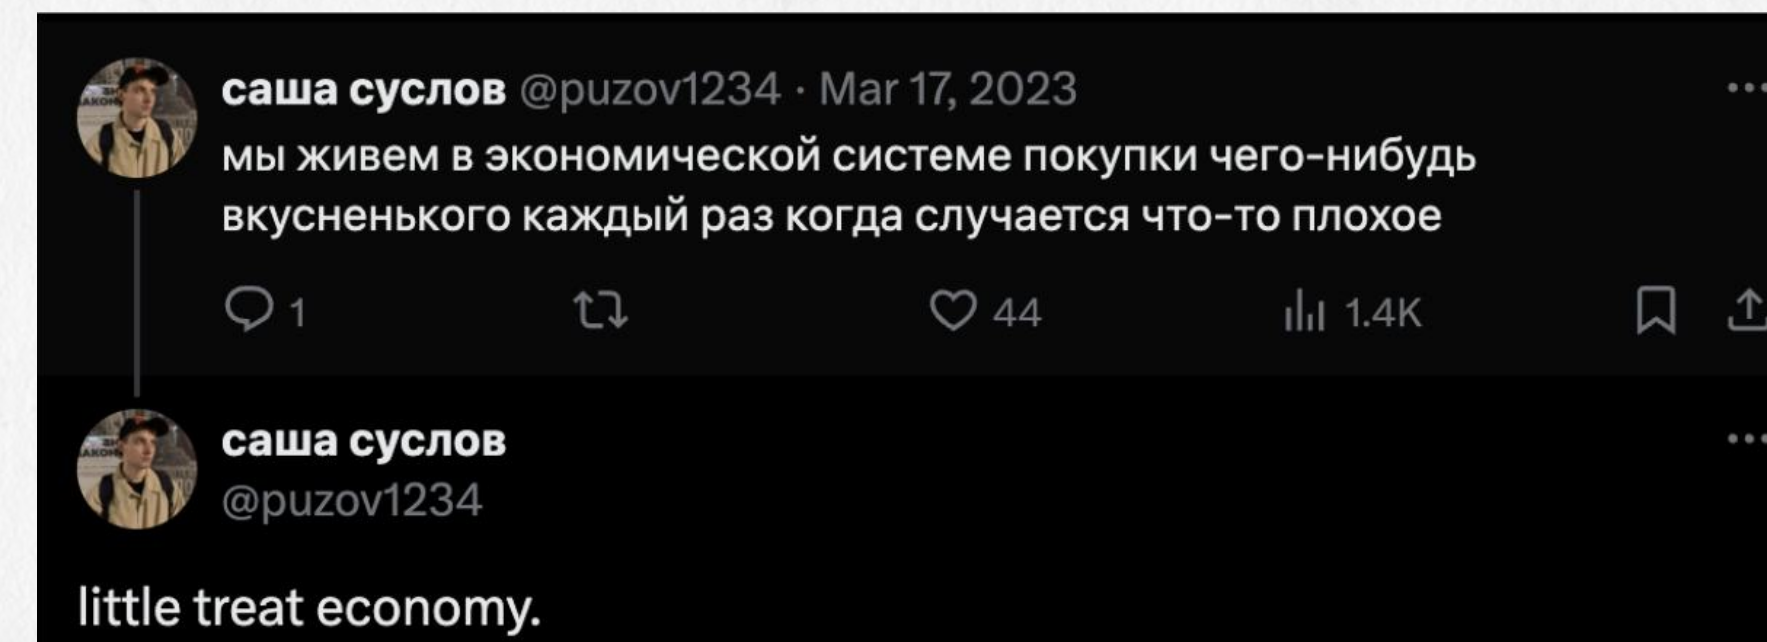 саша суслов @puzov1234 · Mar 17, 2023
мы живем в экономической системе покупки чего-нибудь
вкусненького каждый раз когда случается что-то плохое
1 44 1.4K
саша суслов
@puzov1234
little treat economy.